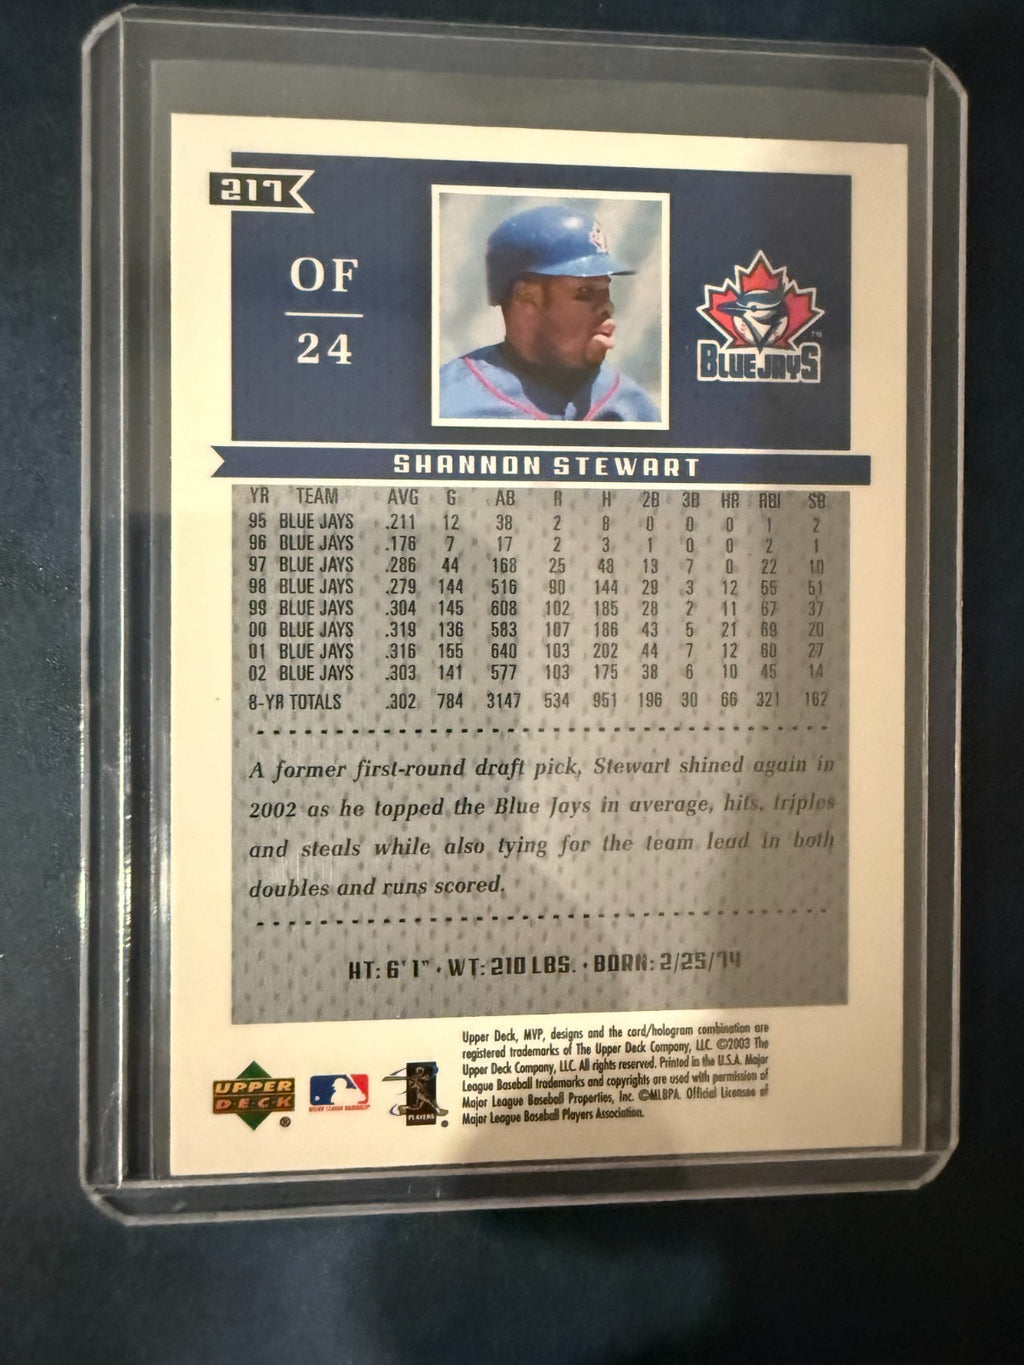 217
OF
24
BLUE JAYS
TM
SHANNON STEWART
YR TEAM AVG G AB R H 2B 3B HR RBI SB
95 BLUE JAYS .211 12 38 2 8 0 0 0 1 2
96 BLUE JAYS .176 7 17 2 3 1 0 0 2 1
97 BLUE JAYS .286 44 168 25 48 13 7 0 22 10
98 BLUE JAYS .279 144 516 90 144 29 3 12 55 51
99 BLUE JAYS .304 145 608 102 185 28 2 11 67 37
00 BLUE JAYS .319 136 583 107 186 43 5 21 69 20
01 BLUE JAYS .316 155 640 103 202 44 7 12 60 27
02 BLUE JAYS .303 141 577 103 175 38 6 10 45 14
8-YR TOTALS .302 784 3147 534 951 196 30 66 321 162
A former first-round draft pick, Stewart shined again in
2002 as he topped the Blue Jays in average, hits, triples
and steals while also tying for the team lead in both
doubles and runs scored.
HT: 6' 1" · WT: 210 LBS. · BORN: 2/25/74
Upper Deck, MVP, designs and the card/hologram combination are
registered trademarks of The Upper Deck Company, LLC. ©2003 The
Upper Deck Company, LLC. All rights reserved. Printed in the U.S.A. Major
League Baseball trademarks and copyrights are used with permission of
Major League Baseball Properties, Inc. ©MLBPA. Official Licensee of
Major League Baseball Players Association.
UPPER
DECK
®
MAJOR LEAGUE BASEBALL
PLAYERS